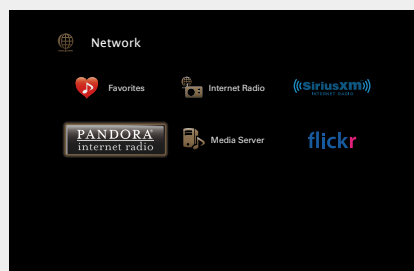 Network
Favorites
Internet Radio
((SiriusXM))
INTERNET RADIO
PANDORA
internet radio
Media Server
flickr